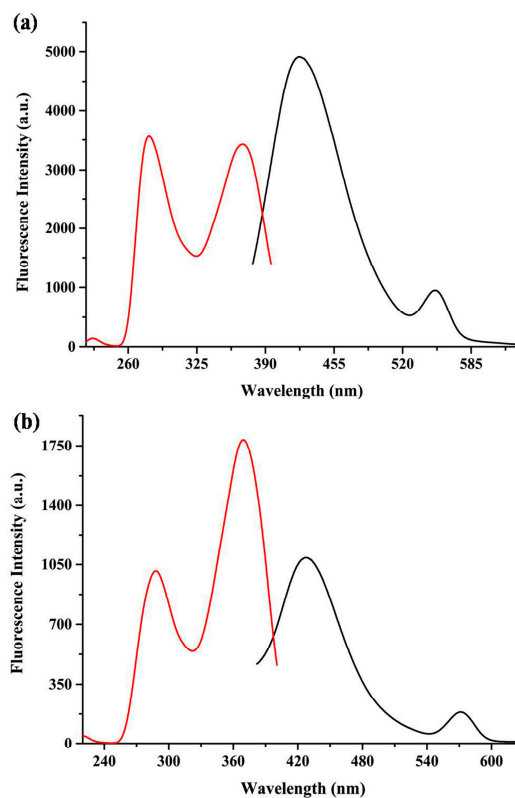 (a)
5000
4000
3000
2000
1000
0
Fluorescence Intensity (a.u.)
260 325 390 455 520 585
Wavelength (nm)
(b)
1750
1400
1050
700
350
0
Fluorescence Intensity (a.u.)
240 300 360 420 480 540 600
Wavelength (nm)